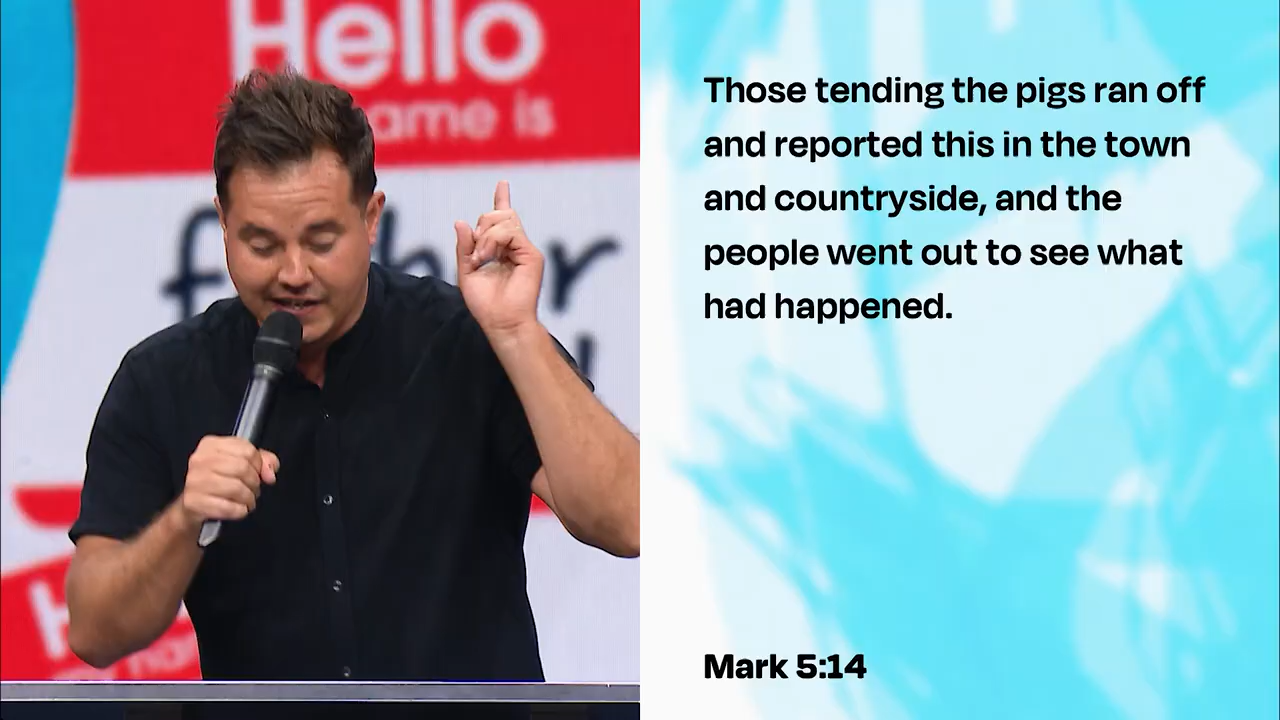 Hello
name is
Those tending the pigs ran off
and reported this in the town
and countryside, and the
people went out to see what
had happened.
Mark 5:14